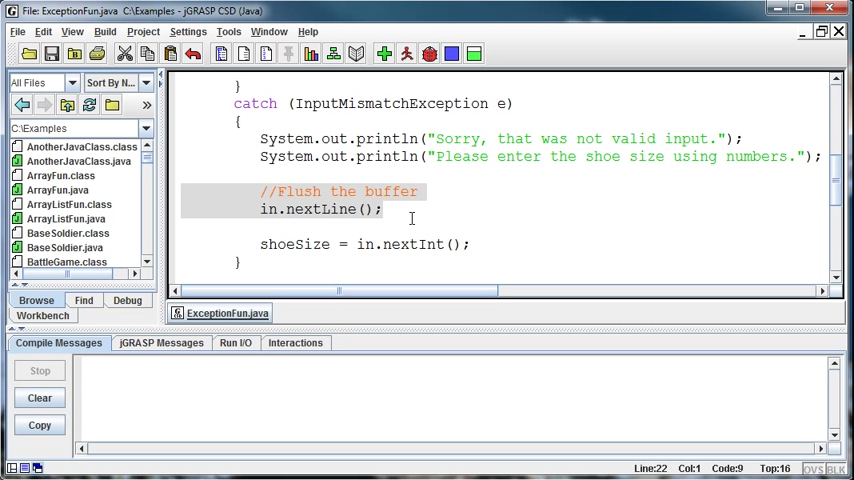 File: ExceptionFun.java C:\Examples - jGRASP CSD (Java)
File Edit View Build Project Settings Tools Window Help
All Files Sort By N...
C:\Examples
AnotherJavaClass.class
AnotherJavaClass.java
ArrayFun.class
ArrayFun.java
ArrayListFun.class
ArrayListFun.java
BaseSoldier.class
BaseSoldier.java
BattleGame.class
Browse Find Debug
Workbench
}
catch (InputMismatchException e)
{
System.out.println("Sorry, that was not valid input.");
System.out.println("Please enter the shoe size using numbers.");
//Flush the buffer
in.nextLine();
shoeSize = in.nextInt();
}
ExceptionFun.java
Compile Messages jGRASP Messages Run I/O Interactions
Stop
Clear
Copy
Line:22 Col:1 Code:9 Top:16 OVS BLK